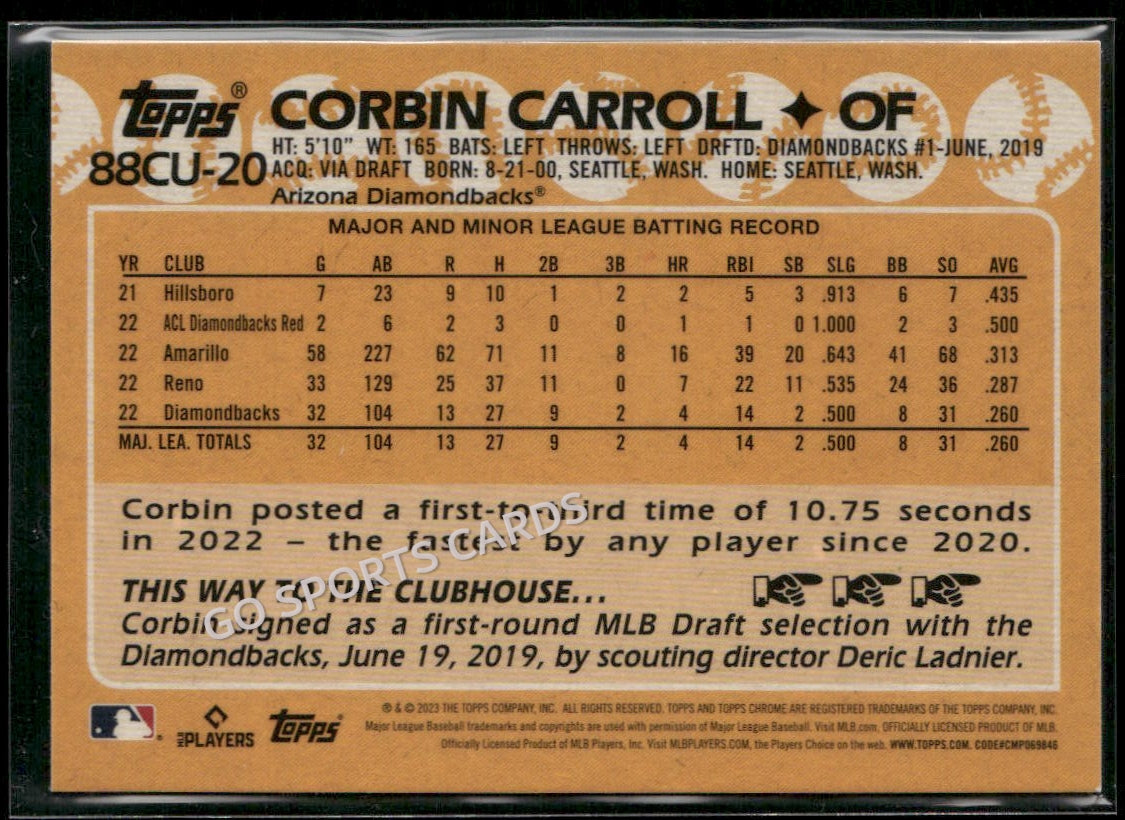 Topps® CORBIN CARROLL ✦ OF
88CU-20 HT: 5'10" WT: 165 BATS: LEFT THROWS: LEFT DRFTD: DIAMONDBACKS #1-JUNE, 2019
ACQ: VIA DRAFT BORN: 8-21-00, SEATTLE, WASH. HOME: SEATTLE, WASH.
Arizona Diamondbacks®
MAJOR AND MINOR LEAGUE BATTING RECORD
YR CLUB G AB R H 2B 3B HR RBI SB SLG BB SO AVG
21 Hillsboro 7 23 9 10 1 2 2 5 3 .913 6 7 .435
22 ACL Diamondbacks Red 2 6 2 3 0 0 1 1 0 1.000 2 3 .500
22 Amarillo 58 227 62 71 11 8 16 39 20 .643 41 68 .313
22 Reno 33 129 25 37 11 0 7 22 11 .535 24 36 .287
22 Diamondbacks 32 104 13 27 9 2 4 14 2 .500 8 31 .260
MAJ. LEA. TOTALS 32 104 13 27 9 2 4 14 2 .500 8 31 .260
Corbin posted a first-to-third time of 10.75 seconds
in 2022 – the fastest by any player since 2020.
THIS WAY TO THE CLUBHOUSE...
Corbin signed as a first-round MLB Draft selection with the
Diamondbacks, June 19, 2019, by scouting director Deric Ladnier.
GO SPORTS CARDS
® & © 2023 THE TOPPS COMPANY, INC. ALL RIGHTS RESERVED. TOPPS AND TOPPS CHROME ARE REGISTERED TRADEMARKS OF THE TOPPS COMPANY, INC.
Major League Baseball trademarks and copyrights are used with permission of Major League Baseball. Visit MLB.com. OFFICIALLY LICENSED PRODUCT OF MLB.
Officially Licensed Product of MLB Players, Inc. Visit MLBPLAYERS.COM, the Players Choice on the web. WWW.TOPPS.COM. CODE#CMP069846
MLB PLAYERS Topps®